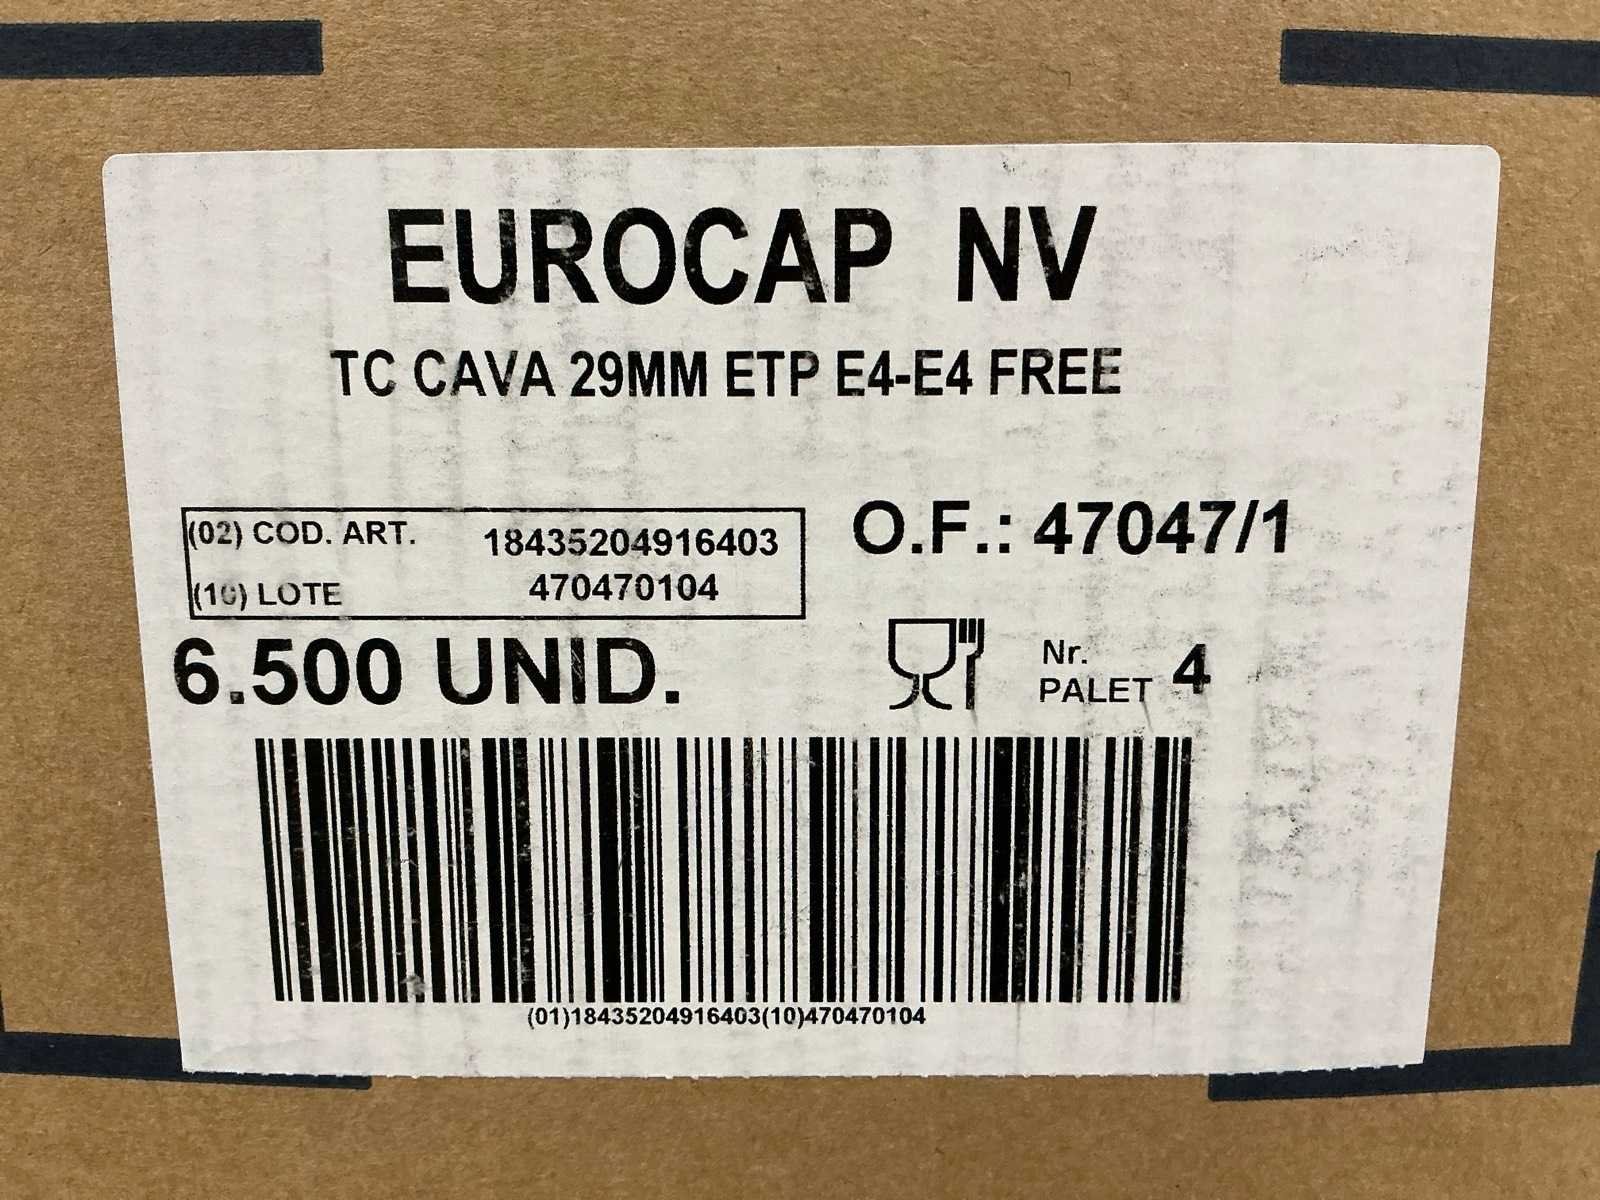 EUROCAP NV
TC CAVA 29MM ETP E4-E4 FREE
(02) COD. ART. 18435204916403
(10) LOTE 470470104
O.F.: 47047/1
6.500 UNID.
Nr.
PALET 4
(01)18435204916403(10)470470104